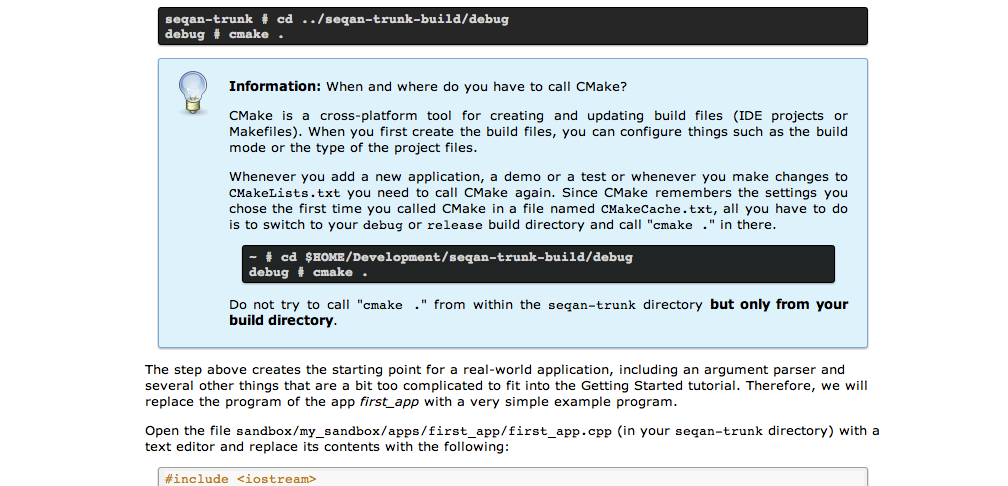 seqan-trunk # cd ../seqan-trunk-build/debug
debug # cmake .
Information: When and where do you have to call CMake?
CMake is a cross-platform tool for creating and updating build files (IDE projects or
Makefiles). When you first create the build files, you can configure things such as the build
mode or the type of the project files.
Whenever you add a new application, a demo or a test or whenever you make changes to
CMakeLists.txt you need to call CMake again. Since CMake remembers the settings you
chose the first time you called CMake in a file named CMakeCache.txt, all you have to do
is to switch to your debug or release build directory and call "cmake ." in there.
~ # cd $HOME/Development/seqan-trunk-build/debug
debug # cmake .
Do not try to call "cmake ." from within the seqan-trunk directory but only from your
build directory.
The step above creates the starting point for a real-world application, including an argument parser and
several other things that are a bit too complicated to fit into the Getting Started tutorial. Therefore, we will
replace the program of the app first_app with a very simple example program.
Open the file sandbox/my_sandbox/apps/first_app/first_app.cpp (in your seqan-trunk directory) with a
text editor and replace its contents with the following:
#include <iostream>